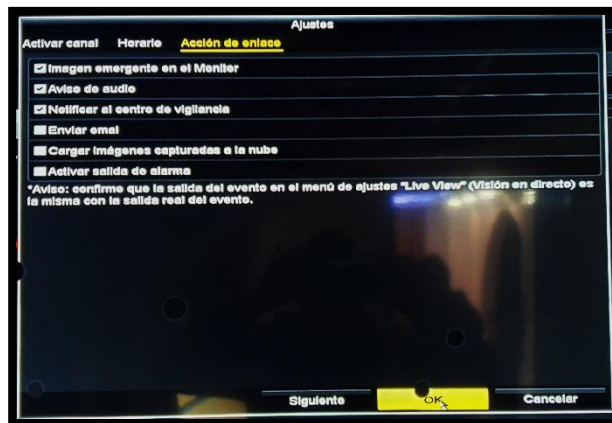 Ajustes
Activar canal Horario Acción de enlace
Imagen emergente en el Monitor
Aviso de audio
Notificar al centro de vigilancia
Enviar emal
Cargar imágenes capturadas a la nube
Activar salida de alarma
*Aviso: confirme que la salida del evento en el menú de ajustes "Live View" (Visión en directo) es
la misma con la salida real del evento.
Siguiente OK Cancelar